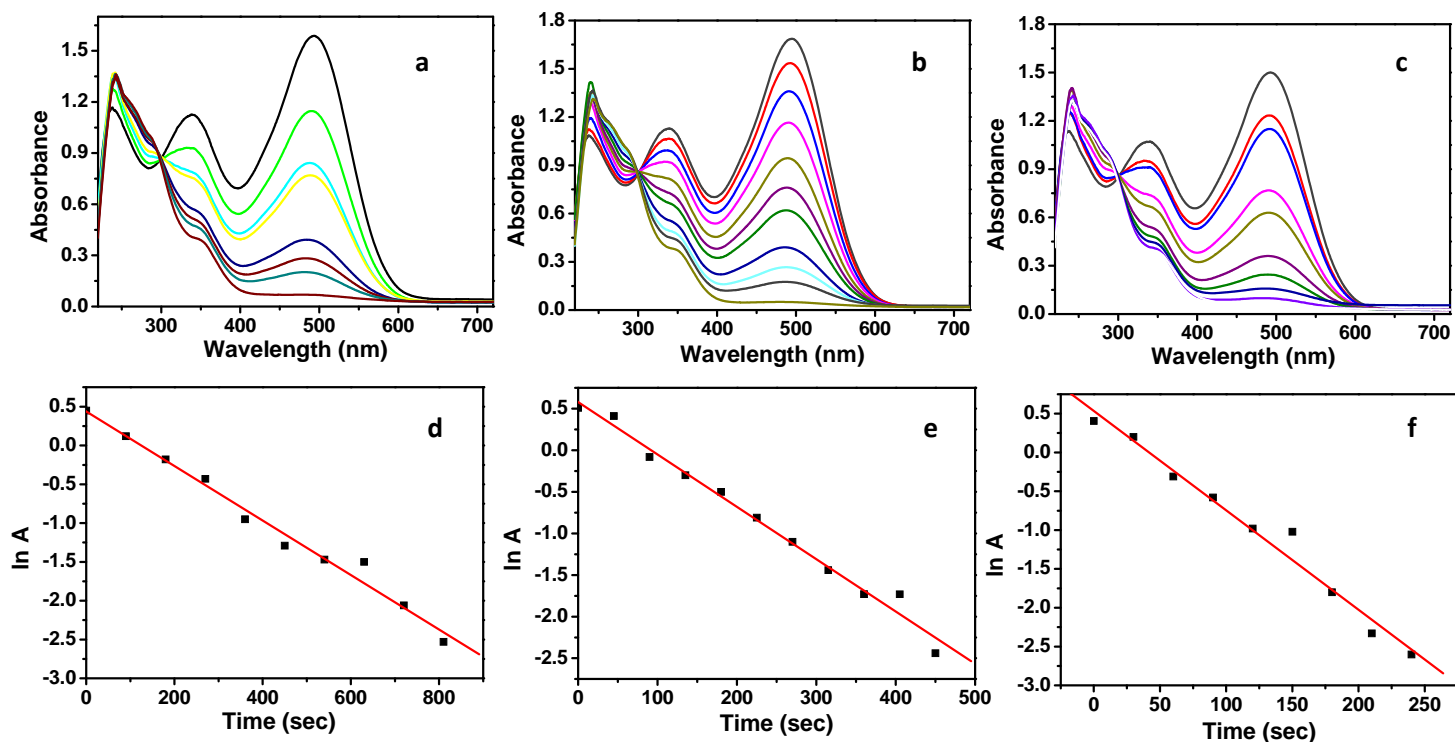 a
1.5
1.2
0.9
0.6
0.3
0.0
Absorbance
300 400 500 600 700
Wavelength (nm)
b
1.8
1.5
1.2
0.9
0.6
0.3
0.0
Absorbance
300 400 500 600 700
Wavelength (nm)
c
1.8
1.5
1.2
0.9
0.6
0.3
0.0
Absorbance
300 400 500 600 700
Wavelength (nm)
d
0.5
0.0
-0.5
-1.0
-1.5
-2.0
-2.5
-3.0
ln A
0 200 400 600 800
Time (sec)
e
0.5
0.0
-0.5
-1.0
-1.5
-2.0
-2.5
ln A
0 100 200 300 400 500
Time (sec)
f
0.5
0.0
-0.5
-1.0
-1.5
-2.0
-2.5
-3.0
ln A
0 50 100 150 200 250
Time (sec)